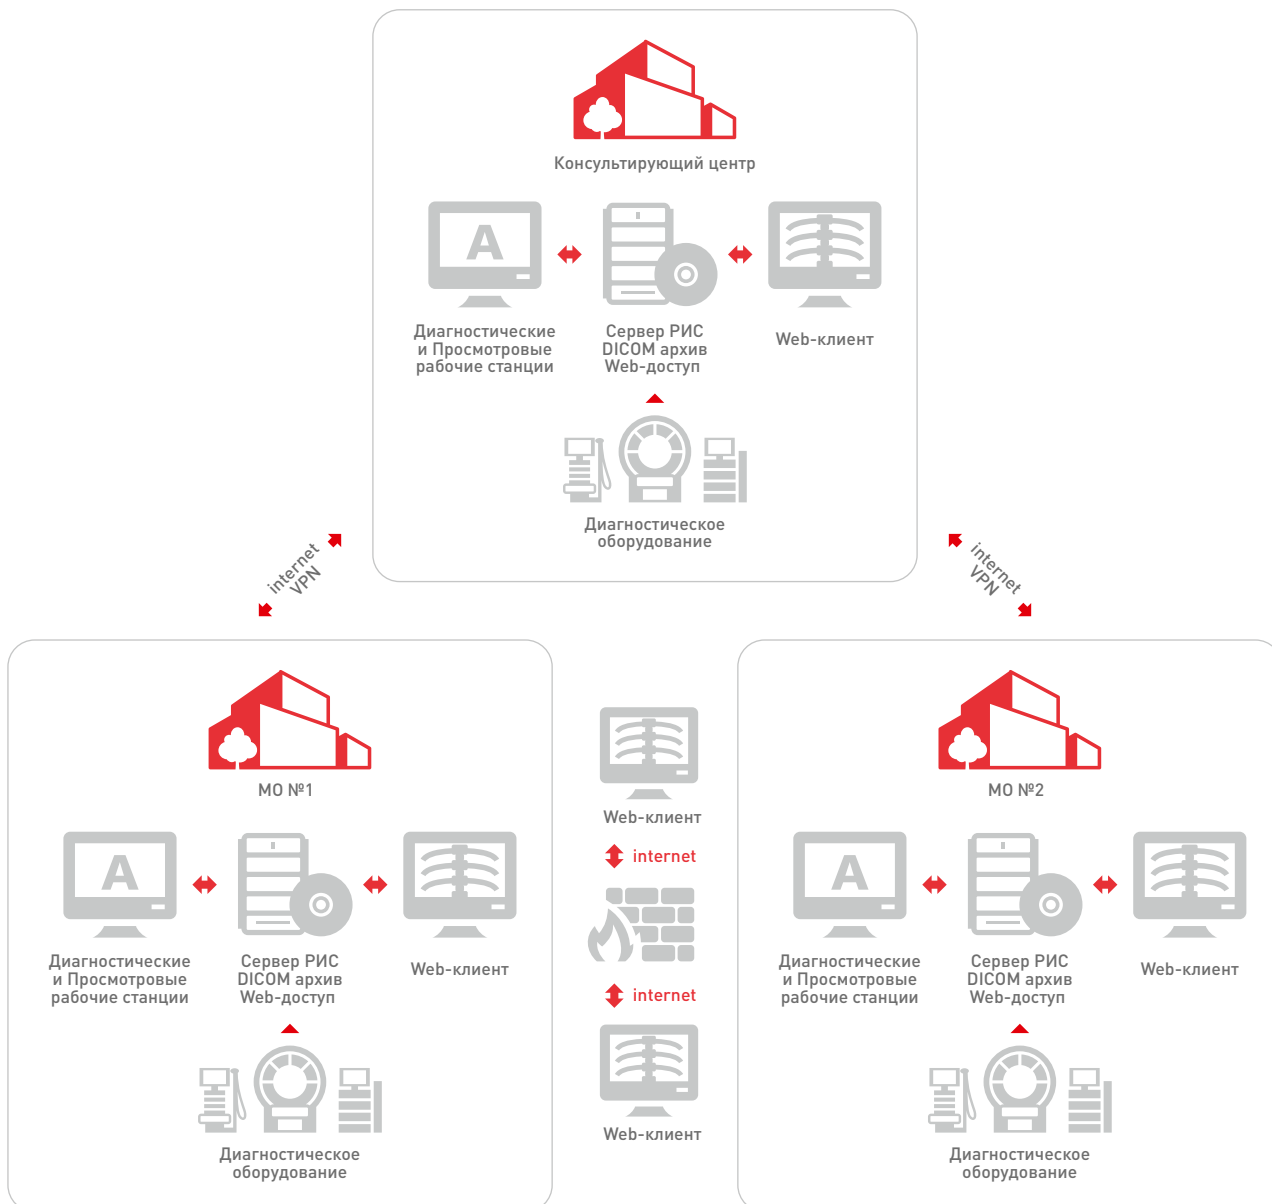 Консультирующий центр
A
Диагностические
и Просмотровые
рабочие станции
Сервер РИС
DICOM архив
Web-доступ
Web-клиент
Диагностическое
оборудование
internet
VPN
internet
VPN
МО №1
A
Диагностические
и Просмотровые
рабочие станции
Сервер РИС
DICOM архив
Web-доступ
Web-клиент
Диагностическое
оборудование
Web-клиент
internet
internet
Web-клиент
МО №2
A
Диагностические
и Просмотровые
рабочие станции
Сервер РИС
DICOM архив
Web-доступ
Web-клиент
Диагностическое
оборудование